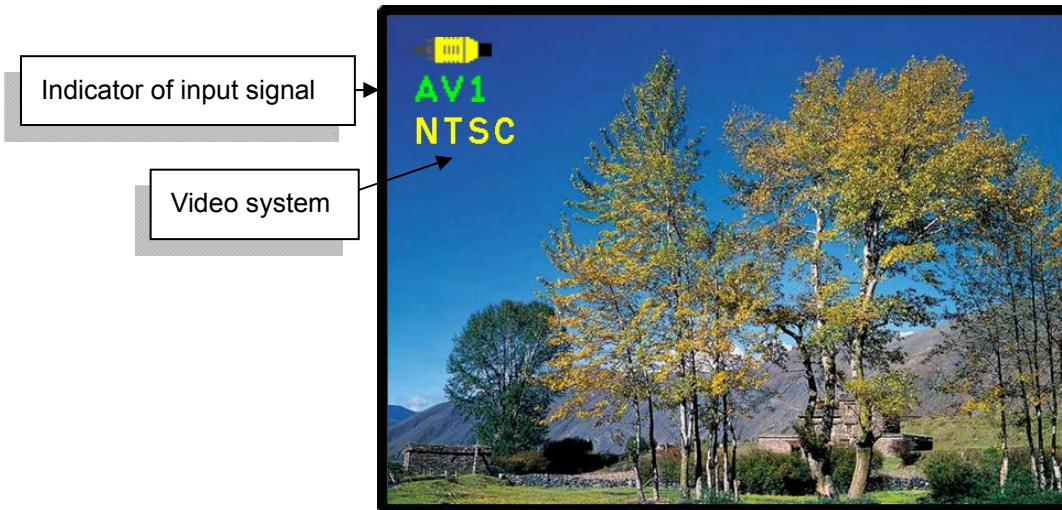 Indicator of input signal
AV1
NTSC
Video system